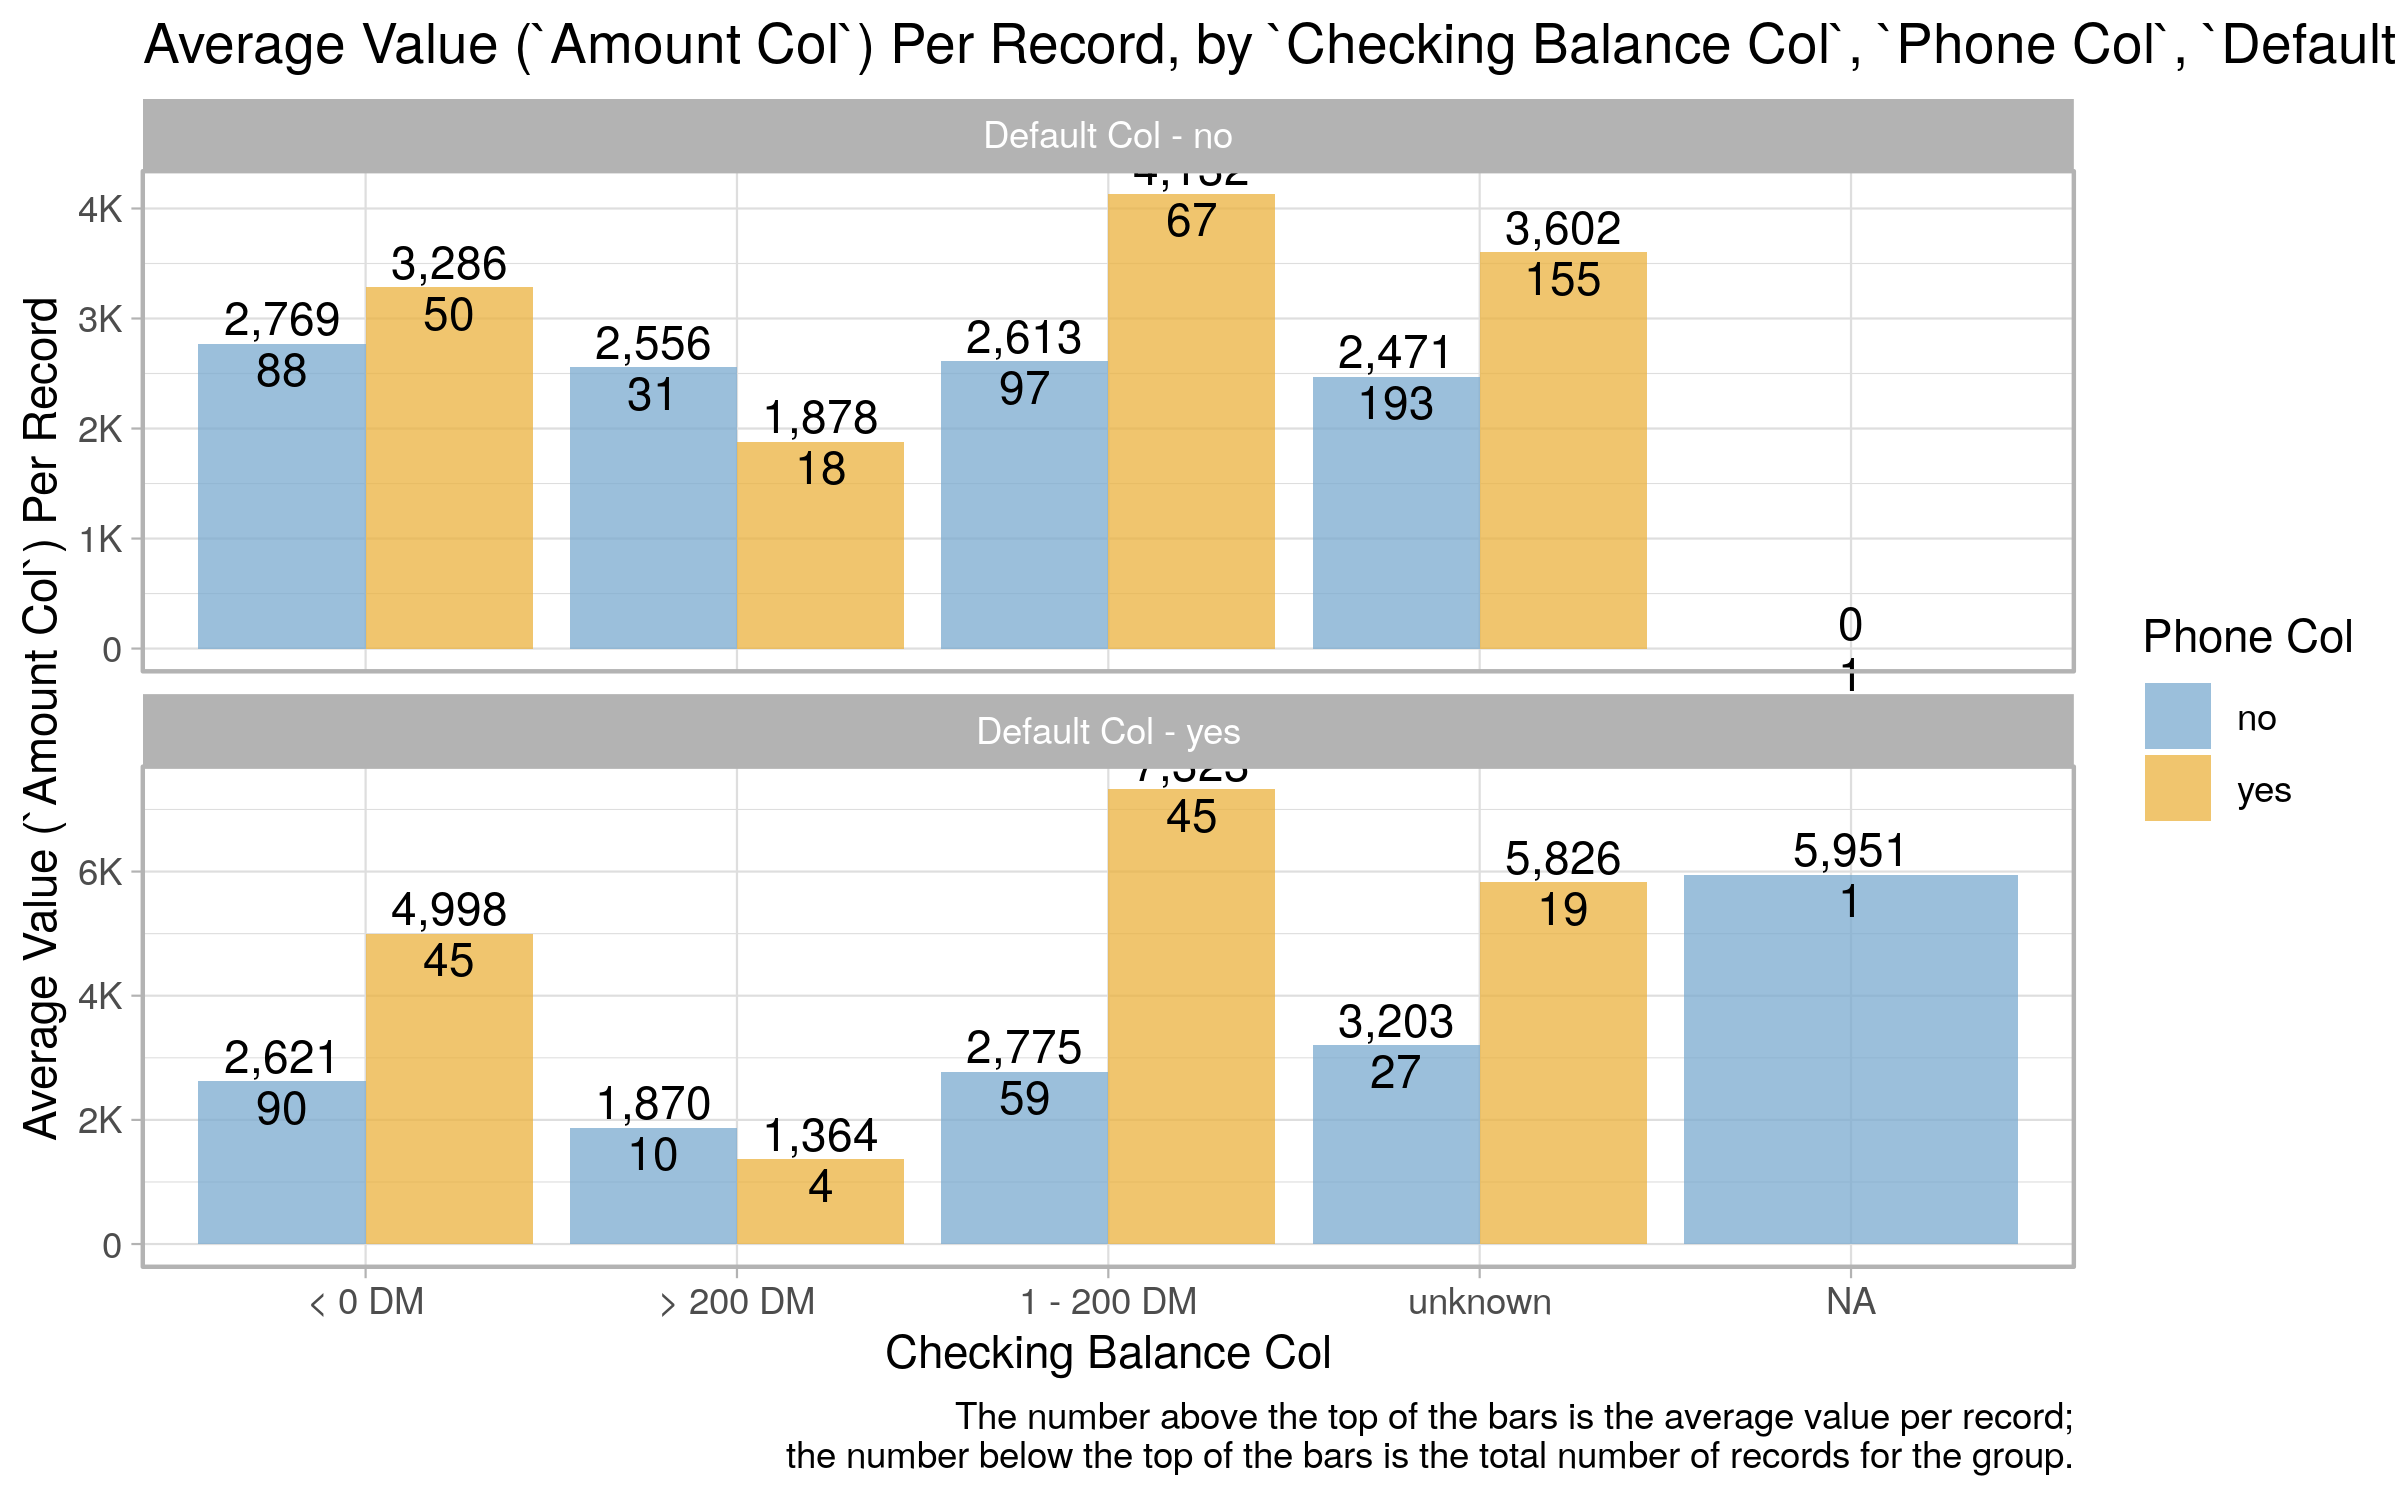 Average Value (`Amount Col`) Per Record, by `Checking Balance Col`, `Phone Col`, `Default
Default Col - no
4K
3K
2K
1K
0
2,769
88
3,286
50
2,556
31
1,878
18
2,613
97
67
2,471
193
3,602
155
0
1
Average Value (`Amount Col`) Per Record
Default Col - yes
6K
4K
2K
0
2,621
90
4,998
45
1,870
10
1,364
4
2,775
59
45
3,203
27
5,826
19
5,951
1
< 0 DM
> 200 DM
1 - 200 DM
unknown
NA
Checking Balance Col
Phone Col
no
yes
The number above the top of the bars is the average value per record;
the number below the top of the bars is the total number of records for the group.